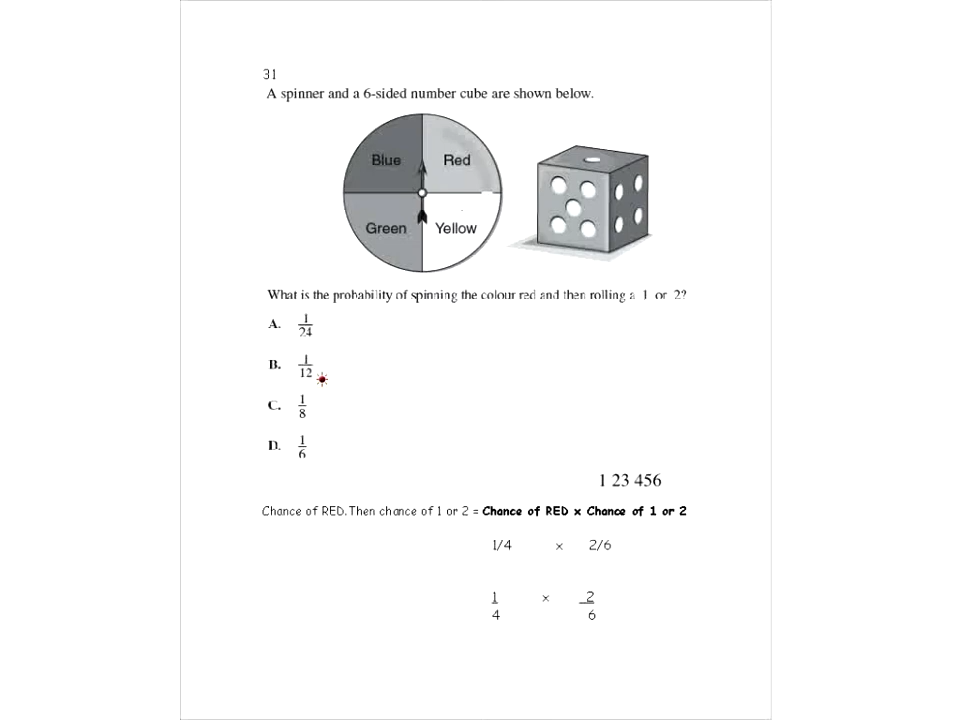 31
A spinner and a 6-sided number cube are shown below.
Blue Red
Green Yellow
What is the probability of spinning the colour red and then rolling a 1 or 2?
A. 1/24
B. 1/12
C. 1/8
D. 1/6
1 23 456
Chance of RED.Then chance of 1 or 2 = Chance of RED x Chance of 1 or 2
1/4 x 2/6
1 x 2
4 6